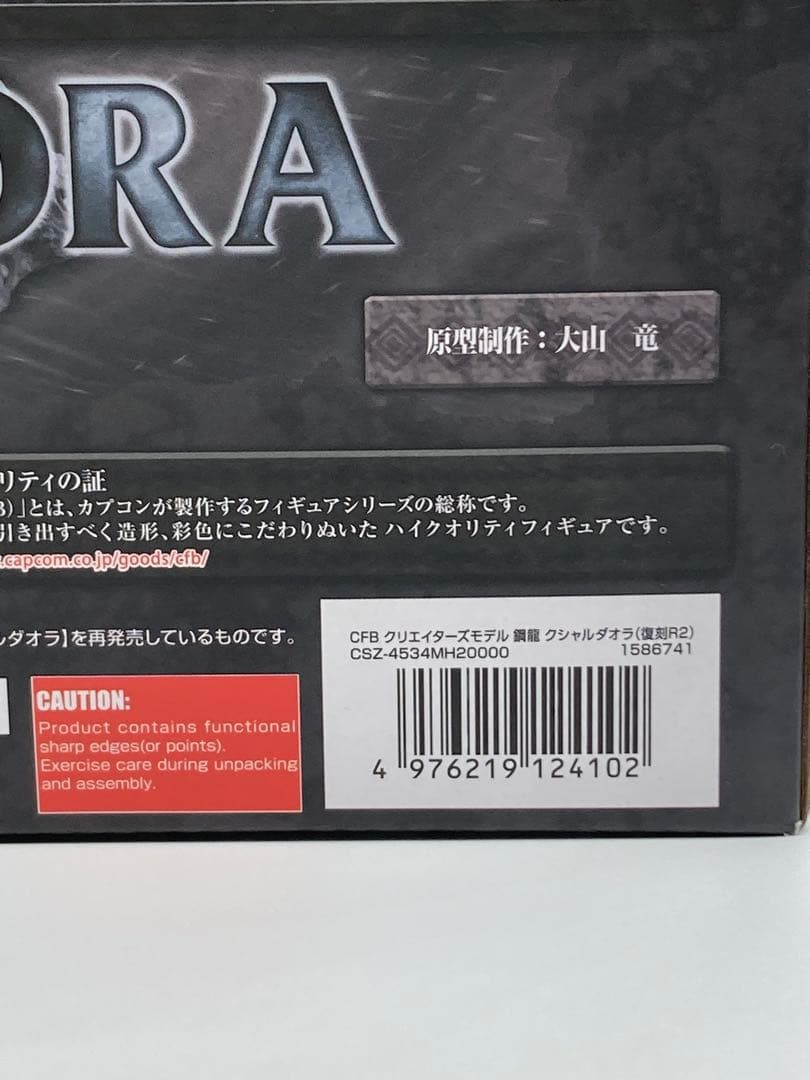 ORA
原型制作：大山　竜
リティの証
)」とは、カプコンが製作するフィギュアシリーズの総称です。
引き出すべく造形、彩色にこだわりぬいた ハイクオリティフィギュアです。
.capcom.co.jp/goods/cfb/
ルダオラ】を再発売しているものです。
CFB クリエイターズモデル 鋼龍 クシャルダオラ（復刻R2）
CSZ-4534MH20000 1586741
CAUTION:
Product contains functional
sharp edges(or points).
Exercise care during unpacking
and assembly.
4 976219 124102